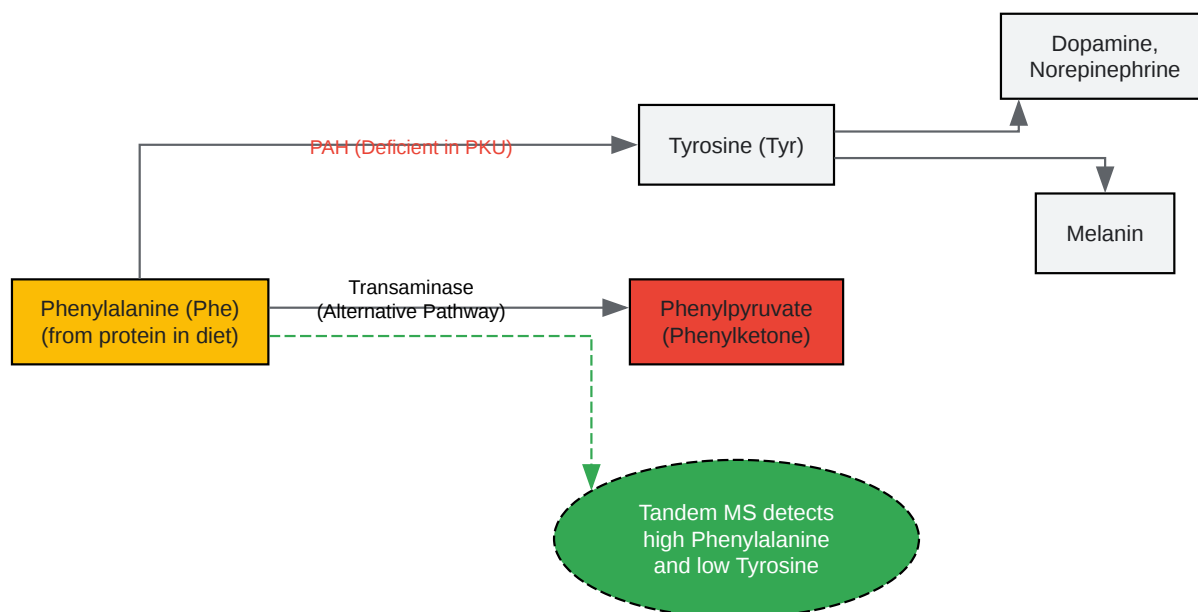 Dopamine,
Norepinephrine
PAH (Deficient in PKU)
Tyrosine (Tyr)
Melanin
Phenylalanine (Phe)
(from protein in diet)
Transaminase
(Alternative Pathway)
Phenylpyruvate
(Phenylketone)
Tandem MS detects
high Phenylalanine
and low Tyrosine